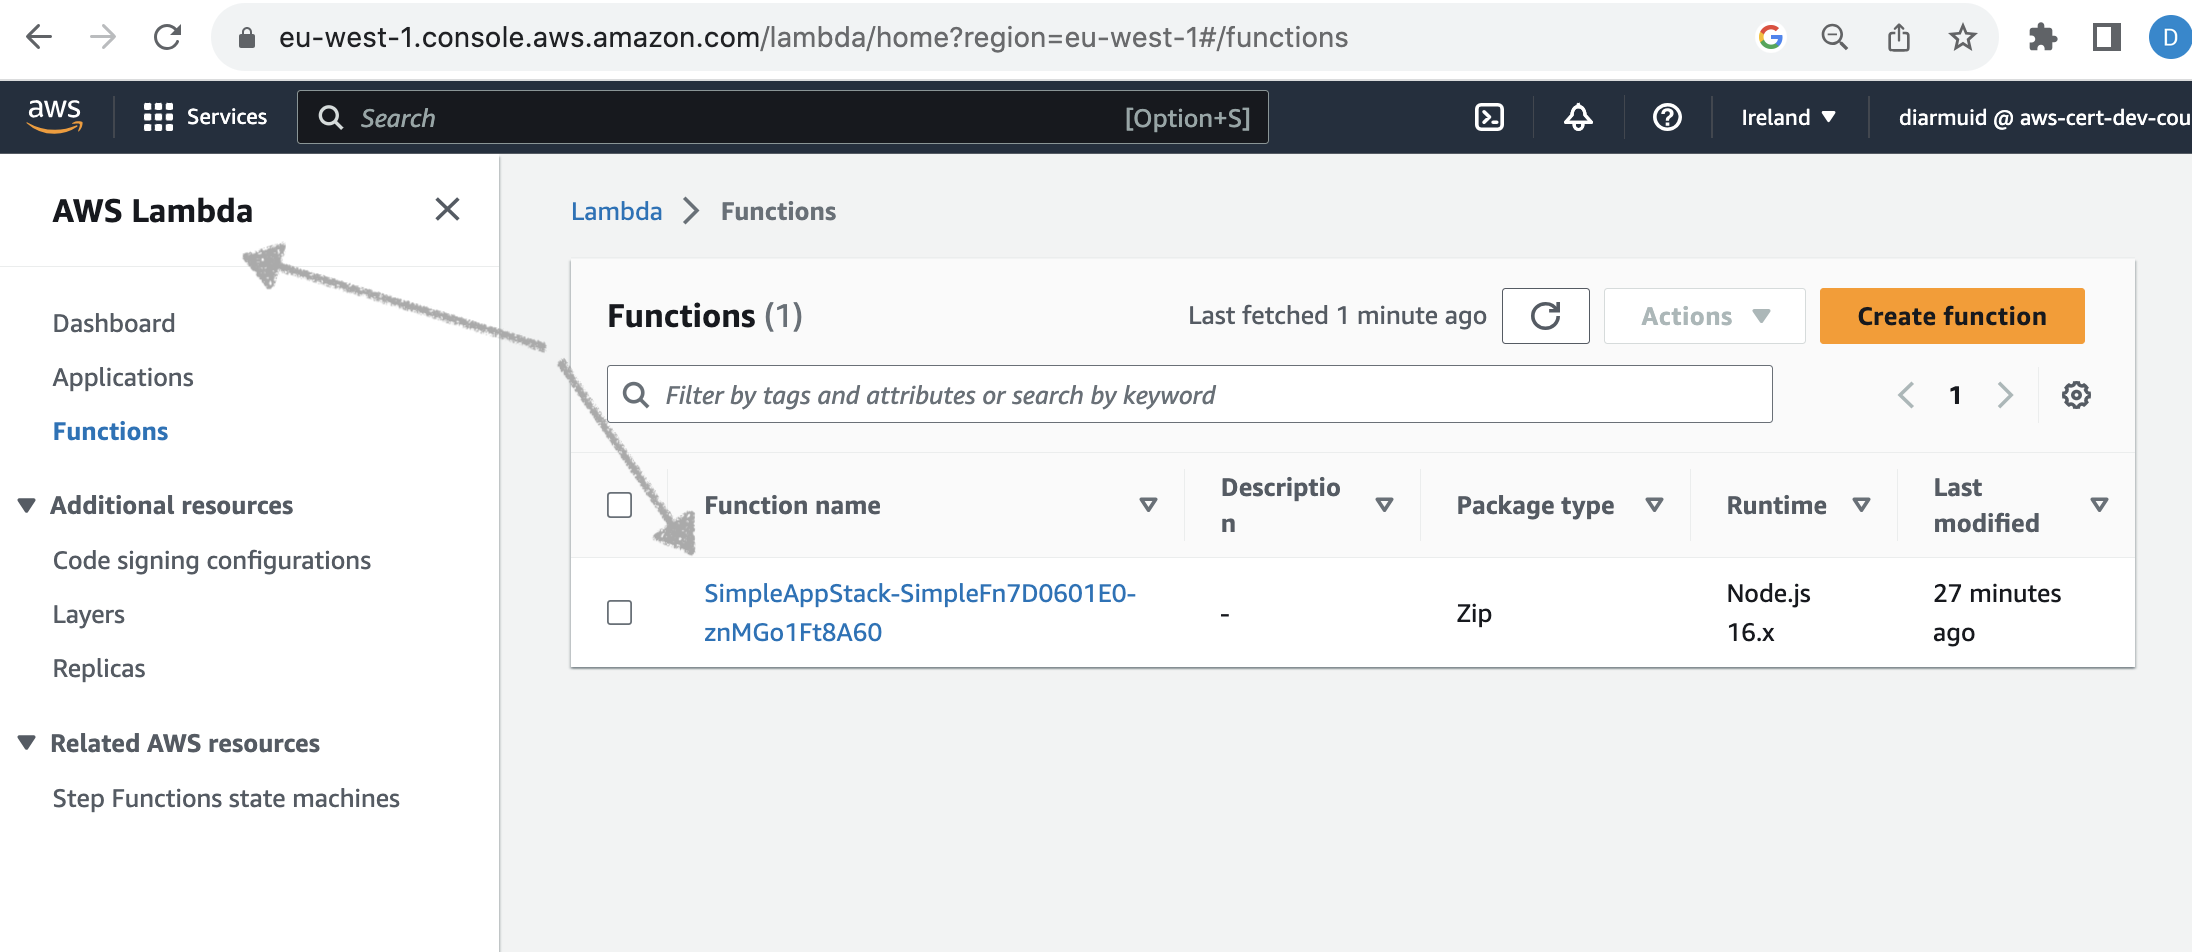 eu-west-1.console.aws.amazon.com/lambda/home?region=eu-west-1#/functions
D
aws
Services
Search
[Option+S]
Ireland
diarmuid @ aws-cert-dev-cou
AWS Lambda
Dashboard
Applications
Functions
Additional resources
Code signing configurations
Layers
Replicas
Related AWS resources
Step Functions state machines
Lambda
Functions
Functions (1)
Last fetched 1 minute ago
Actions
Create function
Filter by tags and attributes or search by keyword
1
Function name
Descriptio
n
Package type
Runtime
Last
modified
SimpleAppStack-SimpleFn7D0601E0-
znMGo1Ft8A60
-
Zip
Node.js
16.x
27 minutes
ago